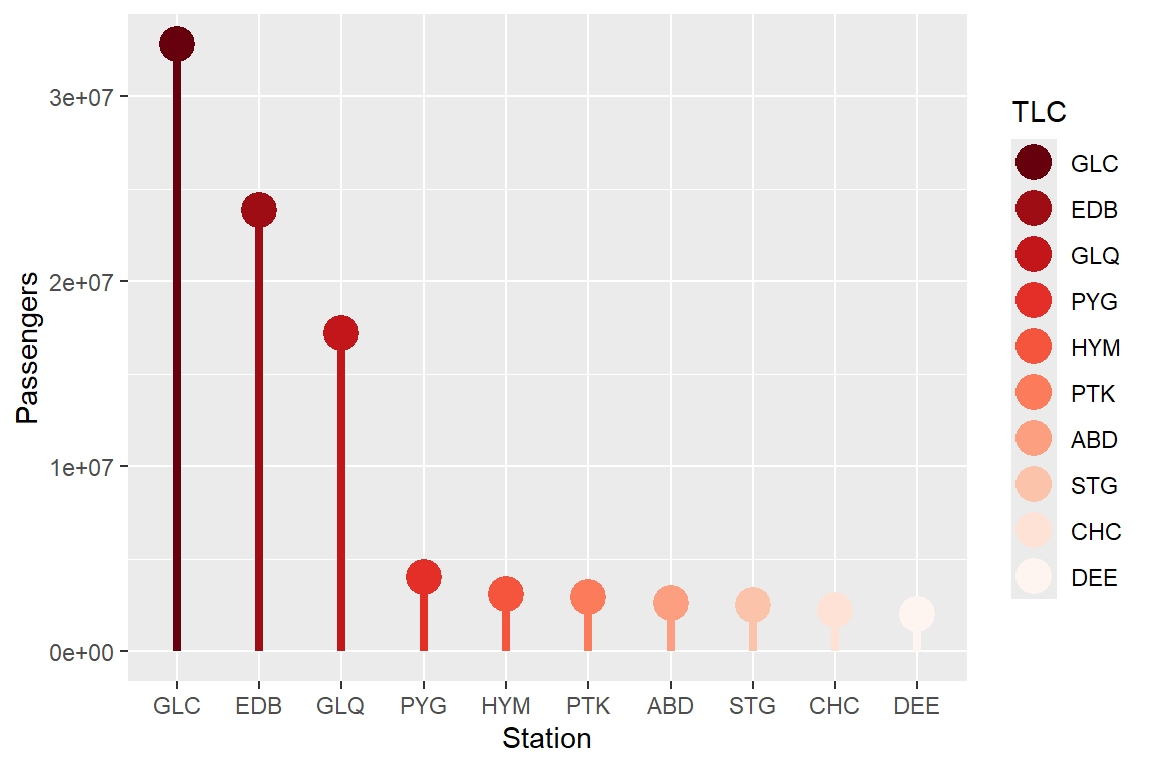 3e+07
2e+07
1e+07
0e+00
Passengers
GLC EDB GLQ PYG HYM PTK ABD STG CHC DEE
Station
TLC
GLC
EDB
GLQ
PYG
HYM
PTK
ABD
STG
CHC
DEE